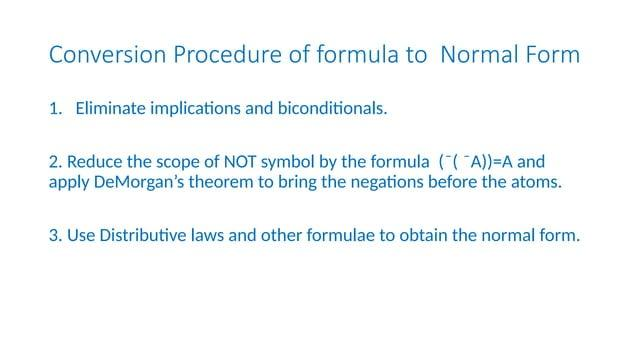 Conversion Procedure of formula to  Normal Form
1. Eliminate implications and biconditionals.
2. Reduce the scope of NOT symbol by the formula (¯( ¯A))=A and
apply DeMorgan’s theorem to bring the negations before the atoms.
3. Use Distributive laws and other formulae to obtain the normal form.